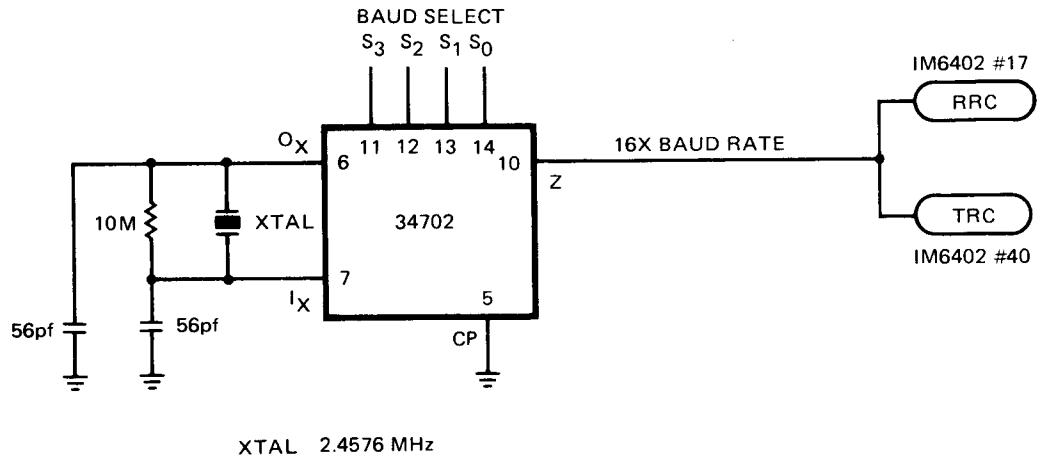 BAUD SELECT
S3 S2 S1 S0
IM6402 #17
RRC
11 12 13 14
OX
6
10
16X BAUD RATE
Z
10M
XTAL
34702
TRC
IM6402 #40
7
IX
5
56pf
56pf
CP
XTAL 2.4576 MHz